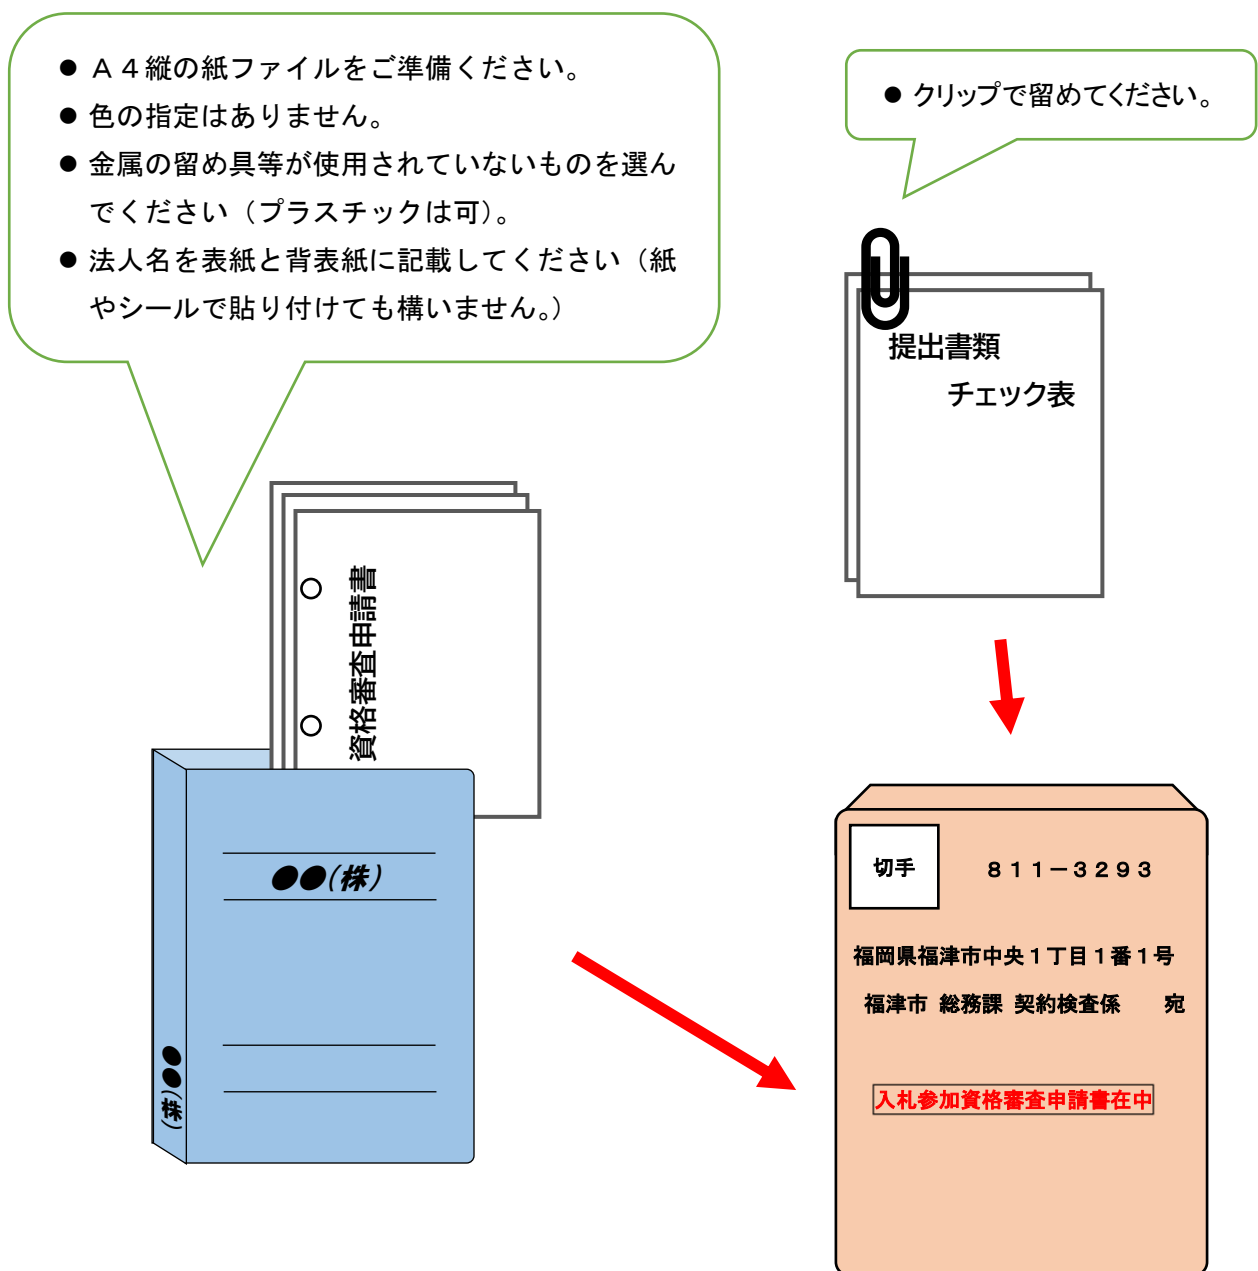 ● Ａ４縦の紙ファイルをご準備ください。
● 色の指定はありません。
● 金属の留め具等が使用されていないものを選ん
でください（プラスチックは可）。
● 法人名を表紙と背表紙に記載してください（紙
やシールで貼り付けても構いません。）
● クリップで留めてください。
提出書類
チェック表
資格審査申請書
●●(株)
●●(株)
切手
８１１－３２９３
福岡県福津市中央１丁目１番１号
福津市 総務課 契約検査係　宛
入札参加資格審査申請書在中